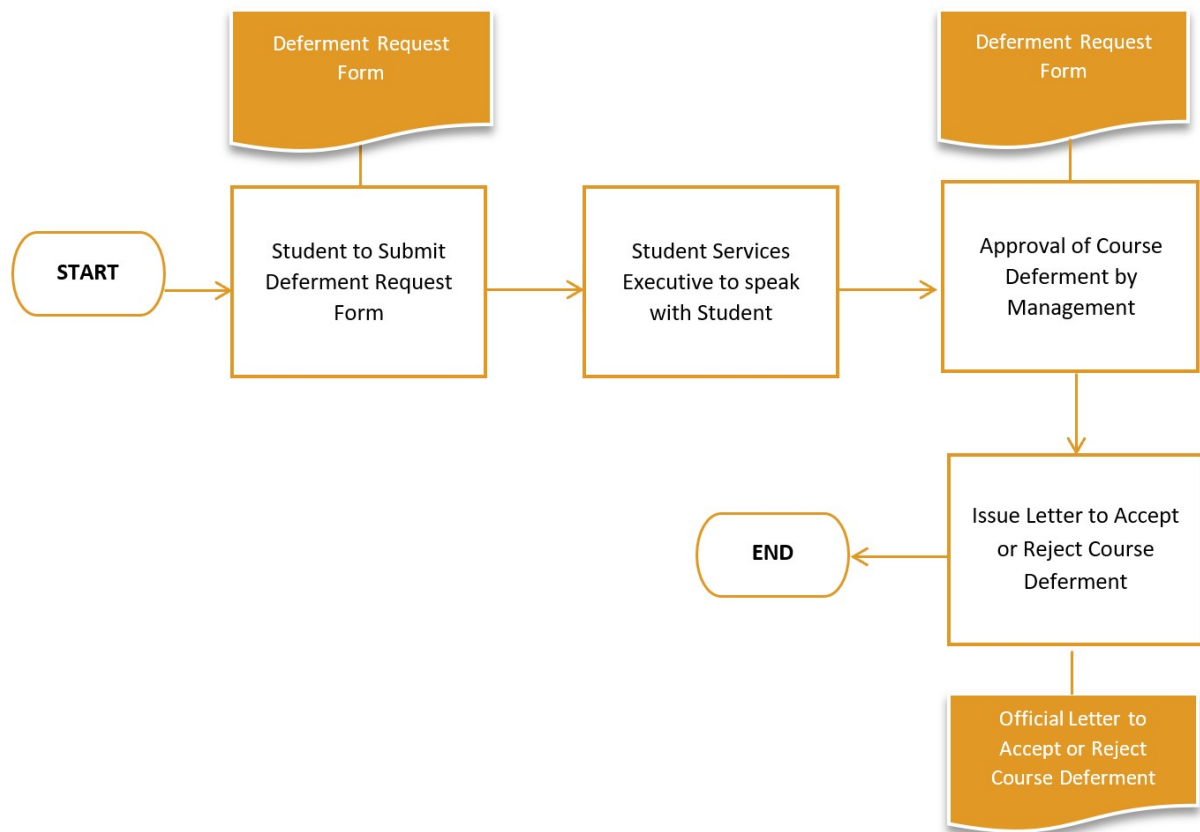 Deferment Request
Form
Deferment Request
Form
START
Student to Submit
Deferment Request
Form
Student Services
Executive to speak
with Student
Approval of Course
Deferment by
Management
Issue Letter to Accept
or Reject Course
Deferment
END
Official Letter to
Accept or Reject
Course Deferment